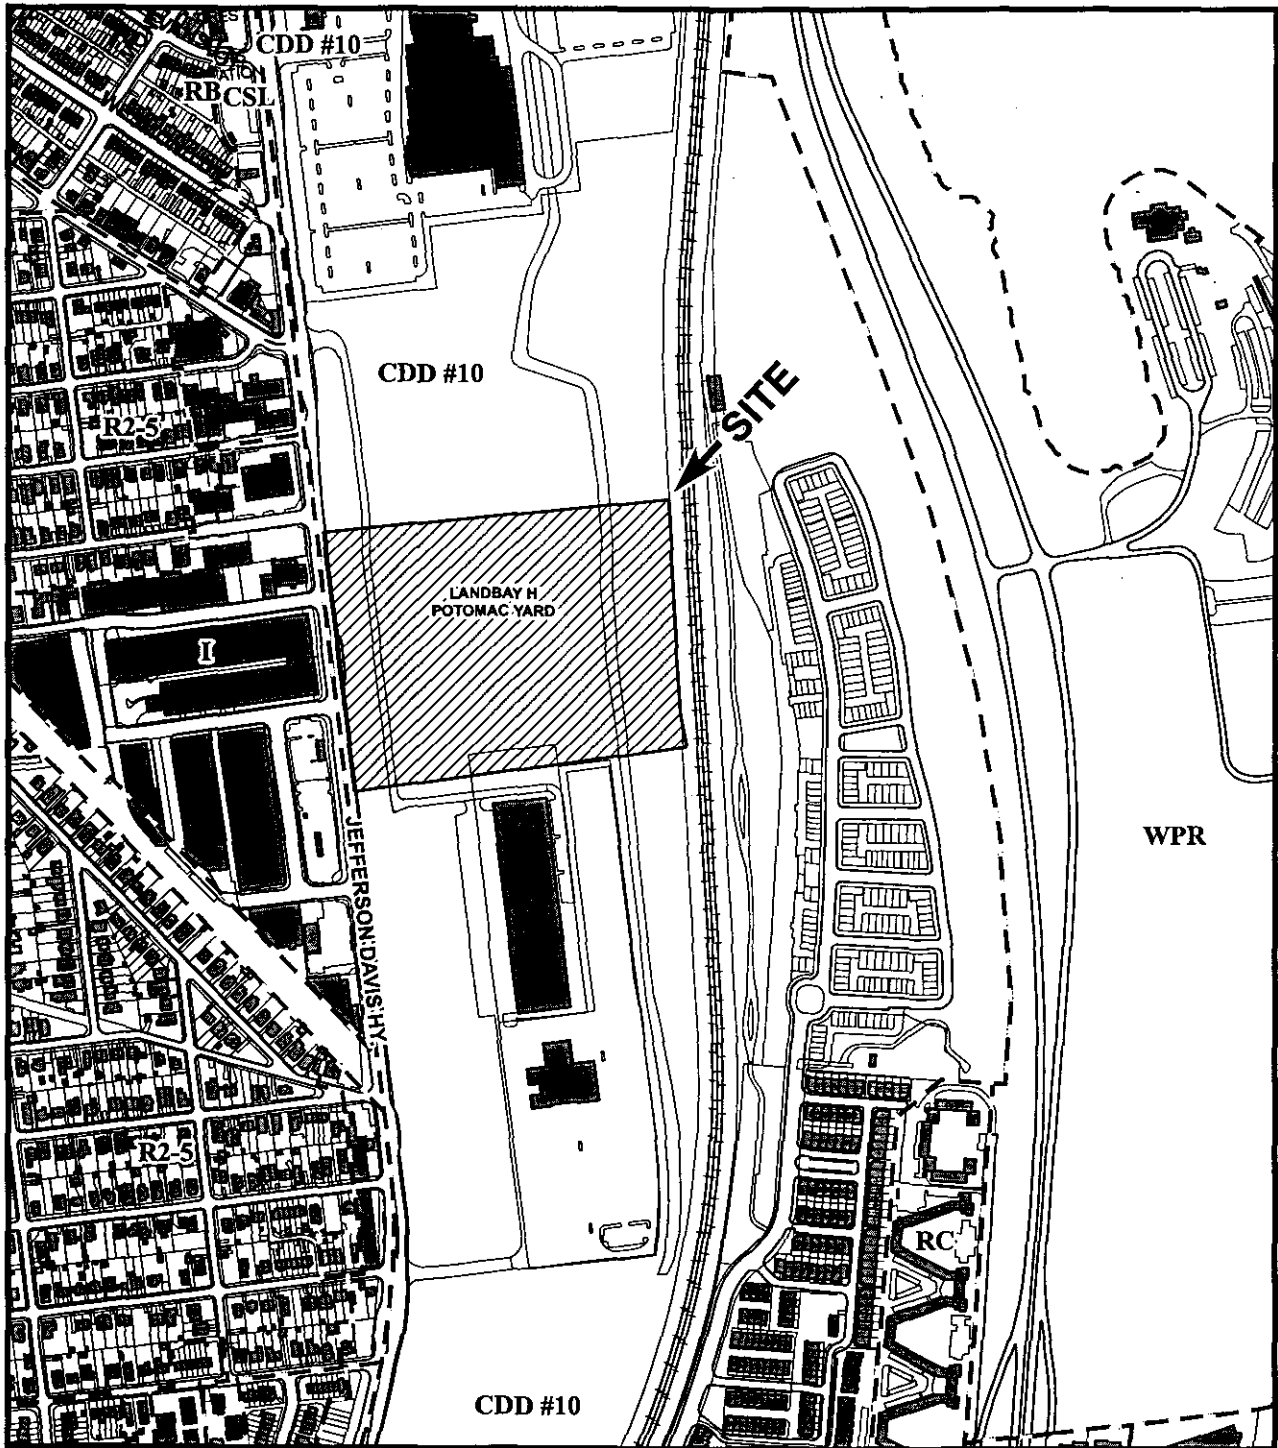 CDD #10
RB
CSL
CDD #10
SITE
R2-5
LANDBAY H
POTOMAC YARD
I
WPR
JEFFERSON DAVIS HY
R2-5
RC
CDD #10